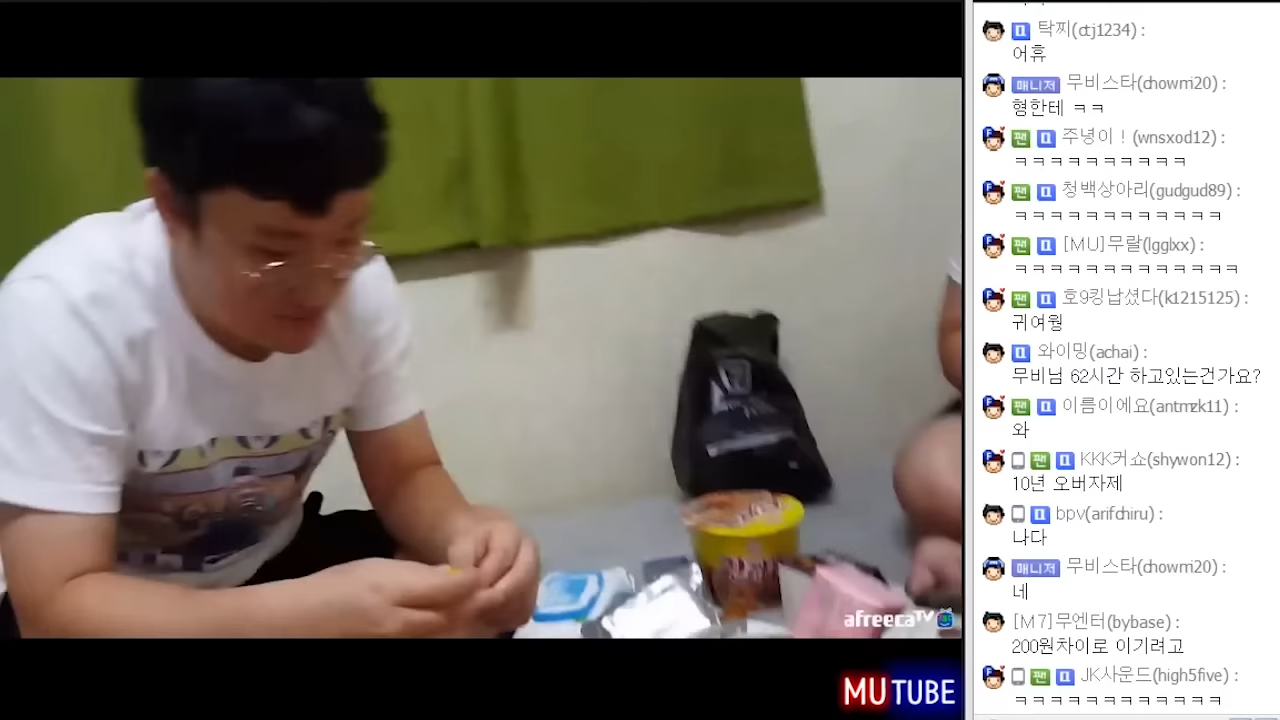 탁찌(ctj1234) :
어휴
매니저 무비스타(chowmi20) :
형한테 ㅋㅋ
팬 주녕이 ! (wnsxod12) :
ㅋㅋㅋㅋㅋㅋㅋㅋㅋㅋ
팬 청백상아리(gudgud89) :
ㅋㅋㅋㅋㅋㅋㅋㅋㅋㅋㅋㅋ
팬 [MU]무랄(lgglxx) :
ㅋㅋㅋㅋㅋㅋㅋㅋㅋㅋㅋㅋㅋ
팬 호9킹납셨다(k1215125) :
귀여웡
와이밍(achai) :
무비님 62시간 하고있는건가요?
팬 이름이에요(antmzk11) :
와
팬 KKK커쇼(shywon12) :
10년 오버자제
bpv(arifchiru) :
나다
매니저 무비스타(chowmi20) :
네
[M7]무엔터(bybase) :
200원차이로 이기려고
팬 JK사운드(high5five) :
ㅋㅋㅋㅋㅋㅋㅋㅋㅋㅋㅋㅋ
afreecaTV
MUTUBE